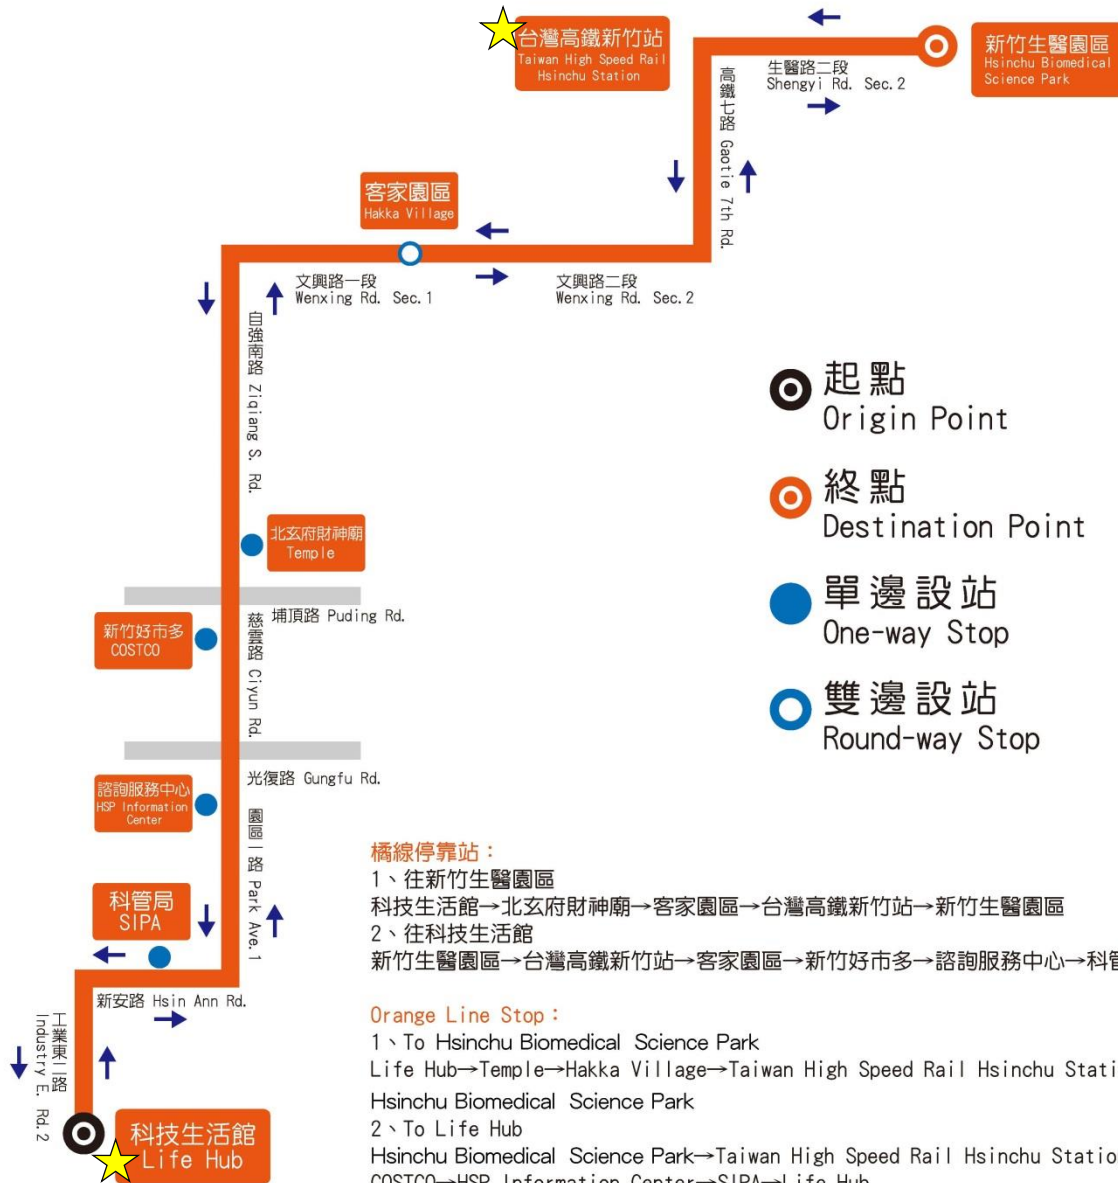 台灣高鐵新竹站
Taiwan High Speed Rail
Hsinchu Station
新竹生醫園區
Hsinchu Biomedical
Science Park
生醫路二段
Shengyi Rd. Sec.2
高鐵七路 Gaotie 7th Rd.
客家園區
Hakka Village
文興路一段
Wenxing Rd. Sec.1
文興路二段
Wenxing Rd. Sec.2
自強南路 Ziqiang S. Rd.
起點
Origin Point
終點
Destination Point
單邊設站
One-way Stop
雙邊設站
Round-way Stop
北玄府財神廟
Temple
埔頂路 Puding Rd.
新竹好市多
COSTCO
慈雲路 Ciyun Rd.
光復路 Gungfu Rd.
諮詢服務中心
HSP Information
Center
園區一路 Park Ave.1
科管局
SIPA
新安路 Hsin Ann Rd.
工業東二路
Industry E. Rd.2
科技生活館
Life Hub
橘線停靠站：
1、往新竹生醫園區
科技生活館→北玄府財神廟→客家園區→台灣高鐵新竹站→新竹生醫園區
2、往科技生活館
新竹生醫園區→台灣高鐵新竹站→客家園區→新竹好市多→諮詢服務中心→科
Orange Line Stop：
1、To Hsinchu Biomedical Science Park
Life Hub→Temple→Hakka Village→Taiwan High Speed Rail Hsinchu Stati
Hsinchu Biomedical Science Park
2、To Life Hub
Hsinchu Biomedical Science Park→Taiwan High Speed Rail Hsinchu Statio
COSTCO→HSP Information Center→SIPA→Life Hub